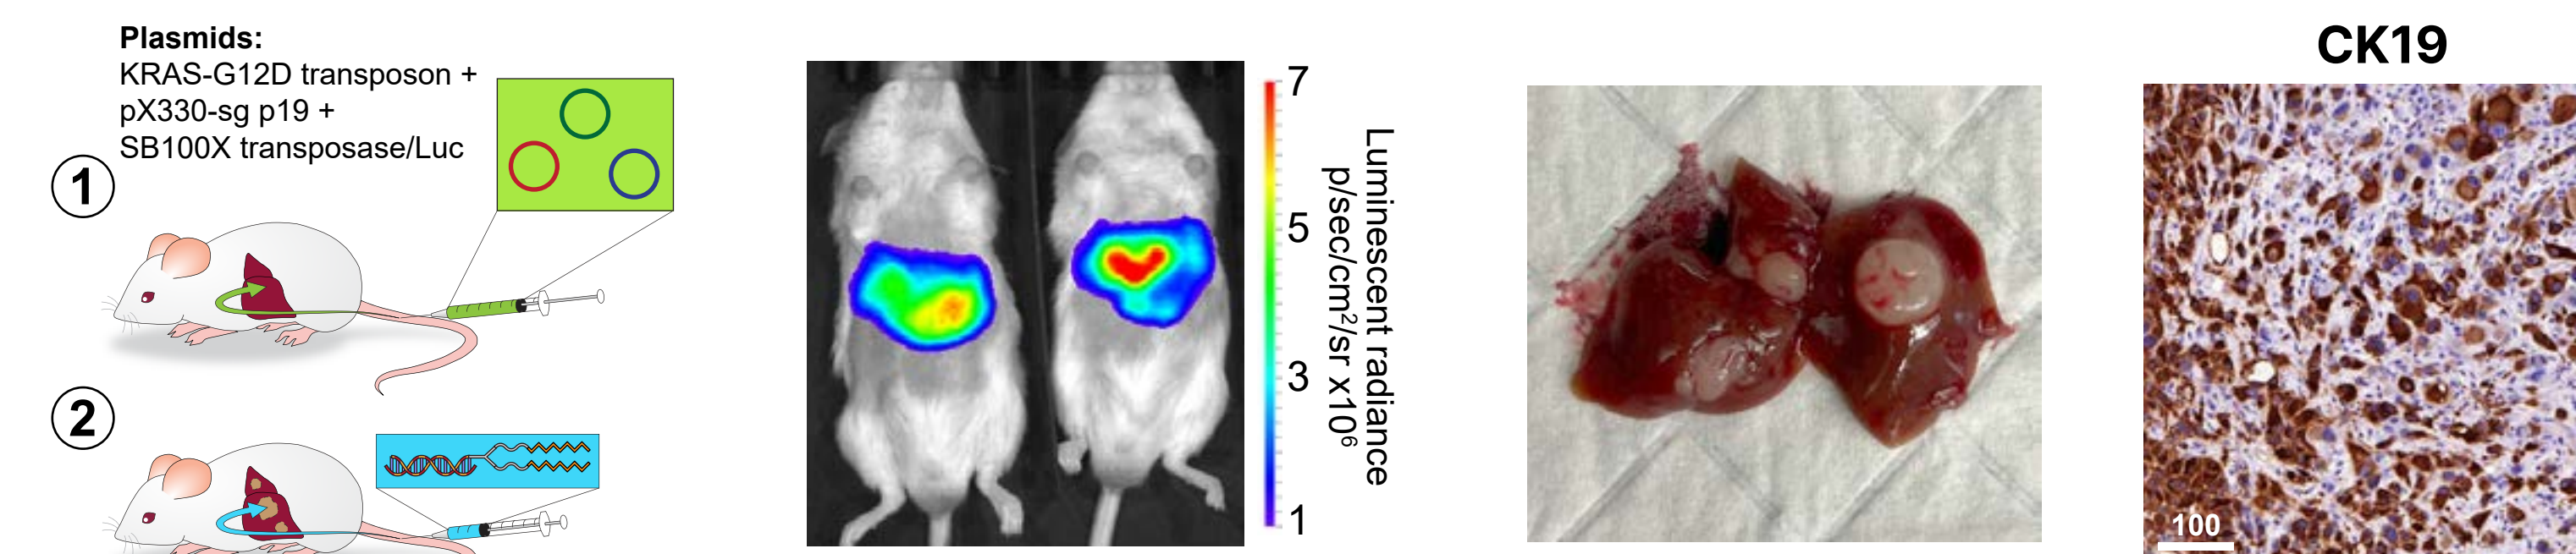 Plasmids:
KRAS-G12D transposon +
pX330-sg p19 +
SB100X transposase/Luc
1
2
7
5
3
1
Luminescent radiance
p/sec/cm²/sr x10⁶
CK19
100